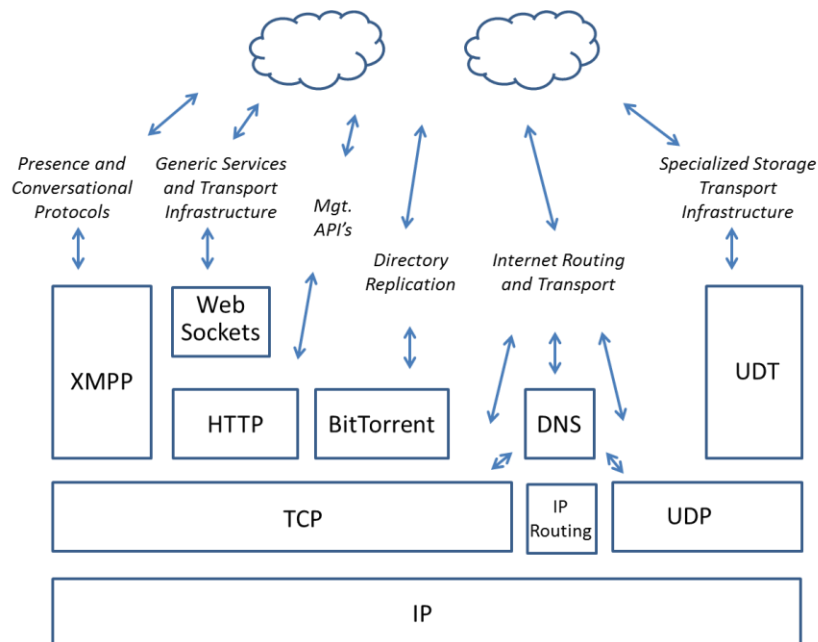 Presence and
Conversational
Protocols
Generic Services
and Transport
Infrastructure
Mgt.
API's
Directory
Replication
Internet Routing
and Transport
Specialized Storage
Transport
Infrastructure
XMPP
Web
Sockets
HTTP
BitTorrent
DNS
UDT
TCP
IP
Routing
UDP
IP